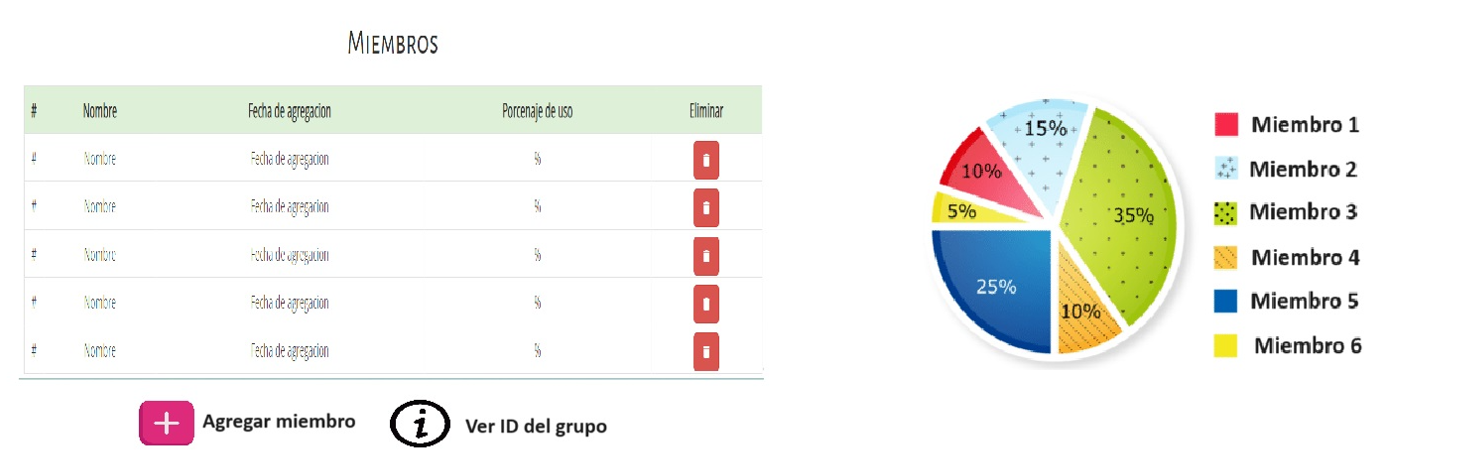 MIEMBROS
# Nombre Fecha de agregacion Porcenaje de uso Eliminar
# Nombre Fecha de agregacion %
# Nombre Fecha de agregacion %
# Nombre Fecha de agregacion %
# Nombre Fecha de agregacion %
# Nombre Fecha de agregacion %
+ Agregar miembro i Ver ID del grupo
15%
10%
35%
5%
25%
10%
Miembro 1
Miembro 2
Miembro 3
Miembro 4
Miembro 5
Miembro 6